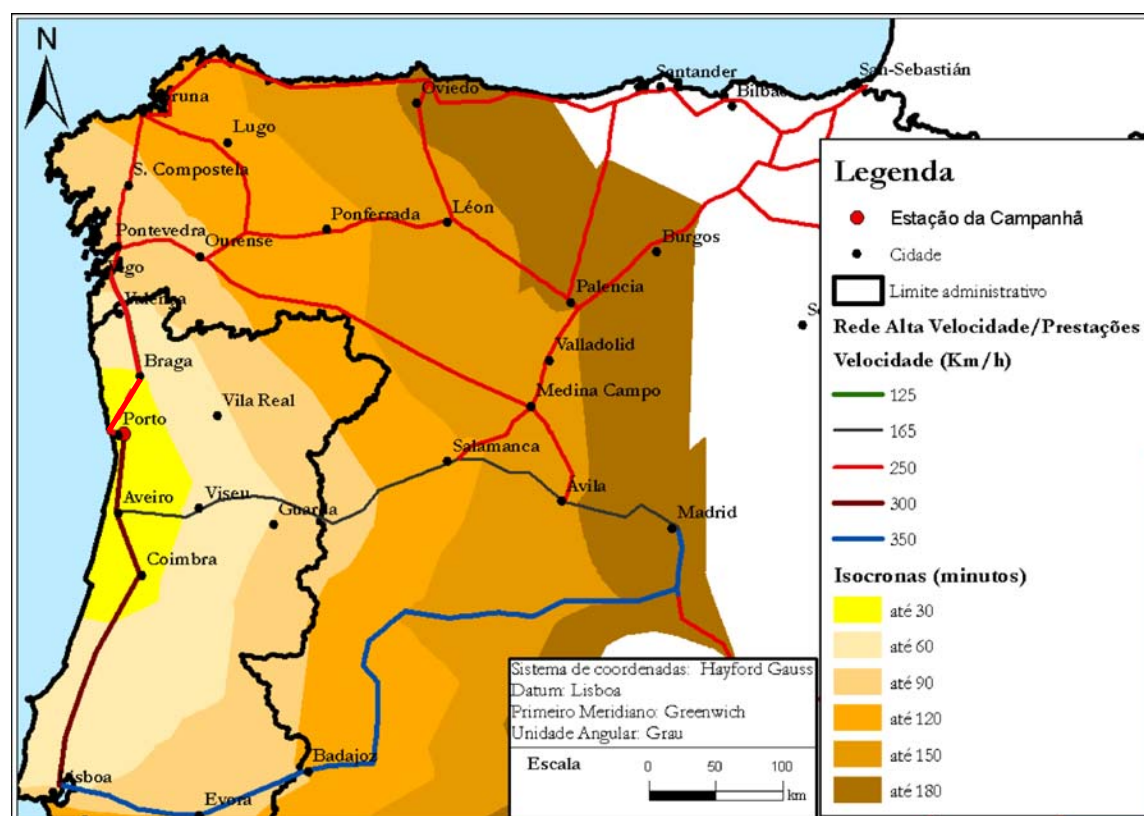 N
Santander
San-Sebastián
Oviedo
Bilbao
Lugo
S. Compostela
Ponferrada
Léon
Pontevedra
Ourense
Burgos
Vigo
Valença
Palencia
Braga
Valladolid
Medina Campo
Vila Real
Porto
Salamanca
Aveiro
Viseu
Guarda
Avila
Madrid
Coimbra
Badajoz
Lisboa
Evora
Legenda
Estação da Campanhã
Cidade
Limite administrativo
Rede Alta Velocidade/Prestações
Velocidade (Km/h)
125
165
250
300
350
Isocronas (minutos)
até 30
até 60
até 90
até 120
até 150
até 180
Sistema de coordenadas: Hayford Gauss
Datum: Lisboa
Primeiro Meridiano: Greenwich
Unidade Angular: Grau
Escala
0 50 100
km